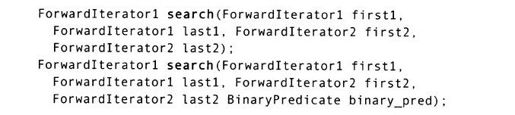 ForwardIterator1 search(ForwardIterator1 first1,
ForwardIterator1 last1, ForwardIterator2 first2,
ForwardIterator2 last2);
ForwardIterator1 search(ForwardIterator1 first1,
ForwardIterator1 last1, ForwardIterator2 first2,
ForwardIterator2 last2 BinaryPredicate binary_pred);